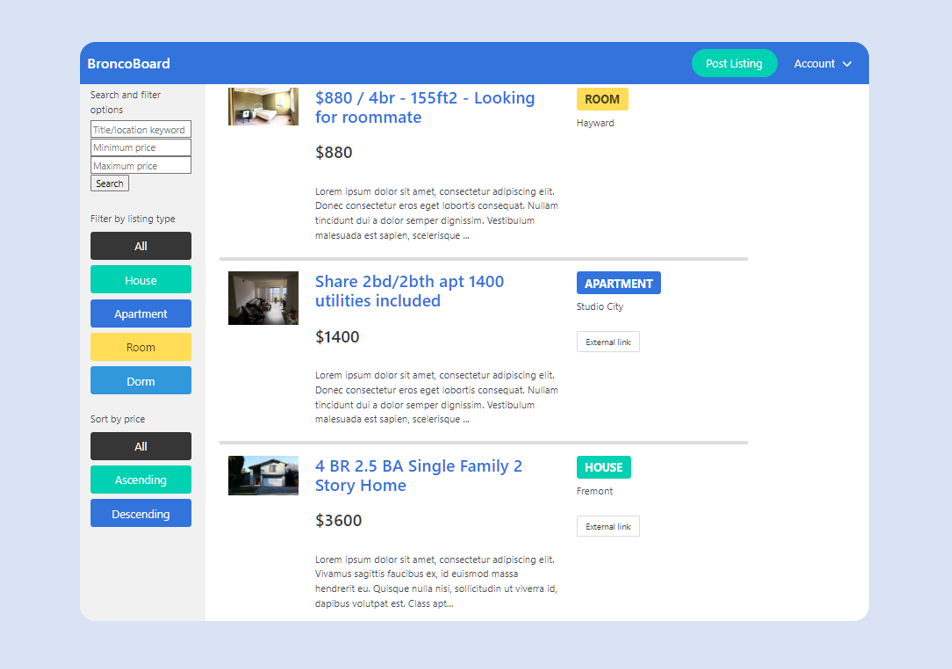 BroncoBoard
Post Listing
Account
Search and filter
options
Title/location keyword
Minimum price
Maximum price
Search
Filter by listing type
All
House
Apartment
Room
Dorm
Sort by price
All
Ascending
Descending
$880 / 4br - 155ft2 - Looking
for roommate
$880
Lorem ipsum dolor sit amet, consectetur adipiscing elit.
Donec consectetur eros eget lobortis consequat. Nullam
tincidunt dui a dolor semper dignissim. Vestibulum
malesuada est sapien, scelerisque ...
ROOM
Hayward
Share 2bd/2bth apt 1400
utilities included
$1400
Lorem ipsum dolor sit amet, consectetur adipiscing elit.
Donec consectetur eros eget lobortis consequat. Nullam
tincidunt dui a dolor semper dignissim. Vestibulum
malesuada est sapien, scelerisque ...
APARTMENT
Studio City
External link
4 BR 2.5 BA Single Family 2
Story Home
$3600
Lorem ipsum dolor sit amet, consectetur adipiscing elit.
Vivamus sagittis faucibus ex, id euismod massa
hendrerit eu. Quisque nulla nisi, sollicitudin ut viverra id,
dapibus volutpat est. Class apt...
HOUSE
Fremont
External link